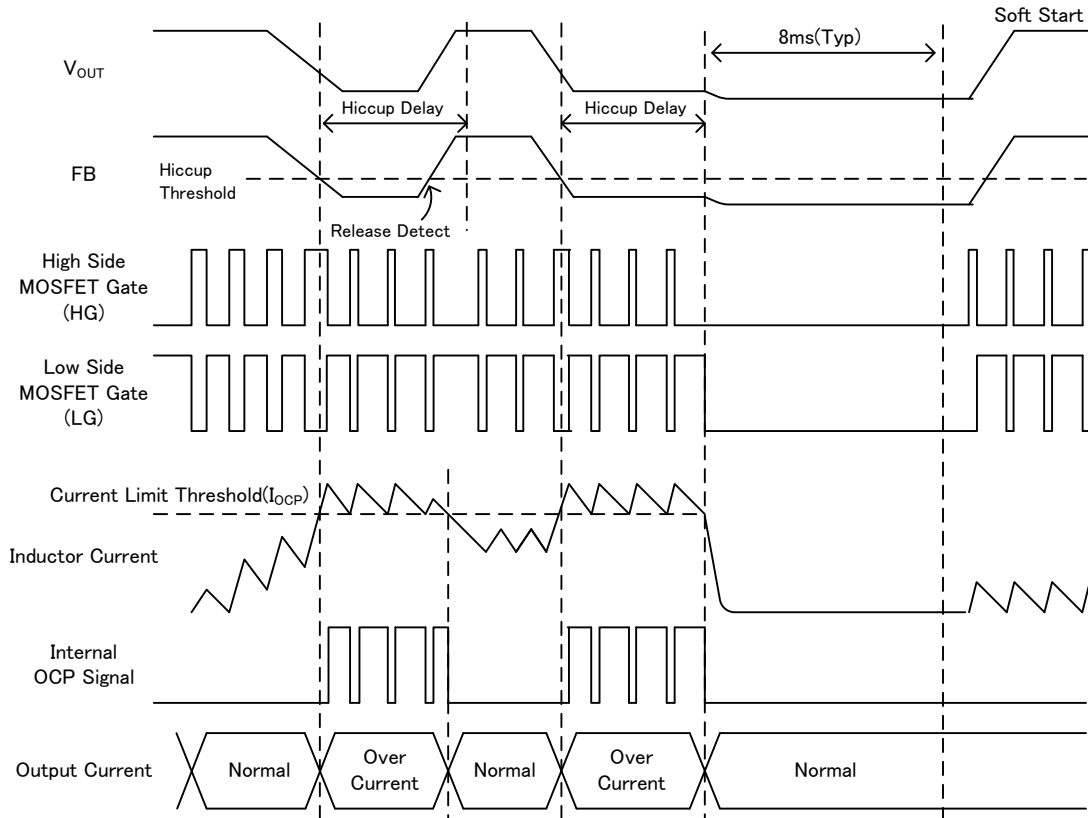 Soft Start
8ms(Typ)
VOUT
Hiccup Delay
Hiccup Delay
FB
Hiccup
Threshold
Release Detect
High Side
MOSFET Gate
(HG)
Low Side
MOSFET Gate
(LG)
Current Limit Threshold(IOCP)
Inductor Current
Internal
OCP Signal
Output Current
Normal
Over
Current
Normal
Over
Current
Normal